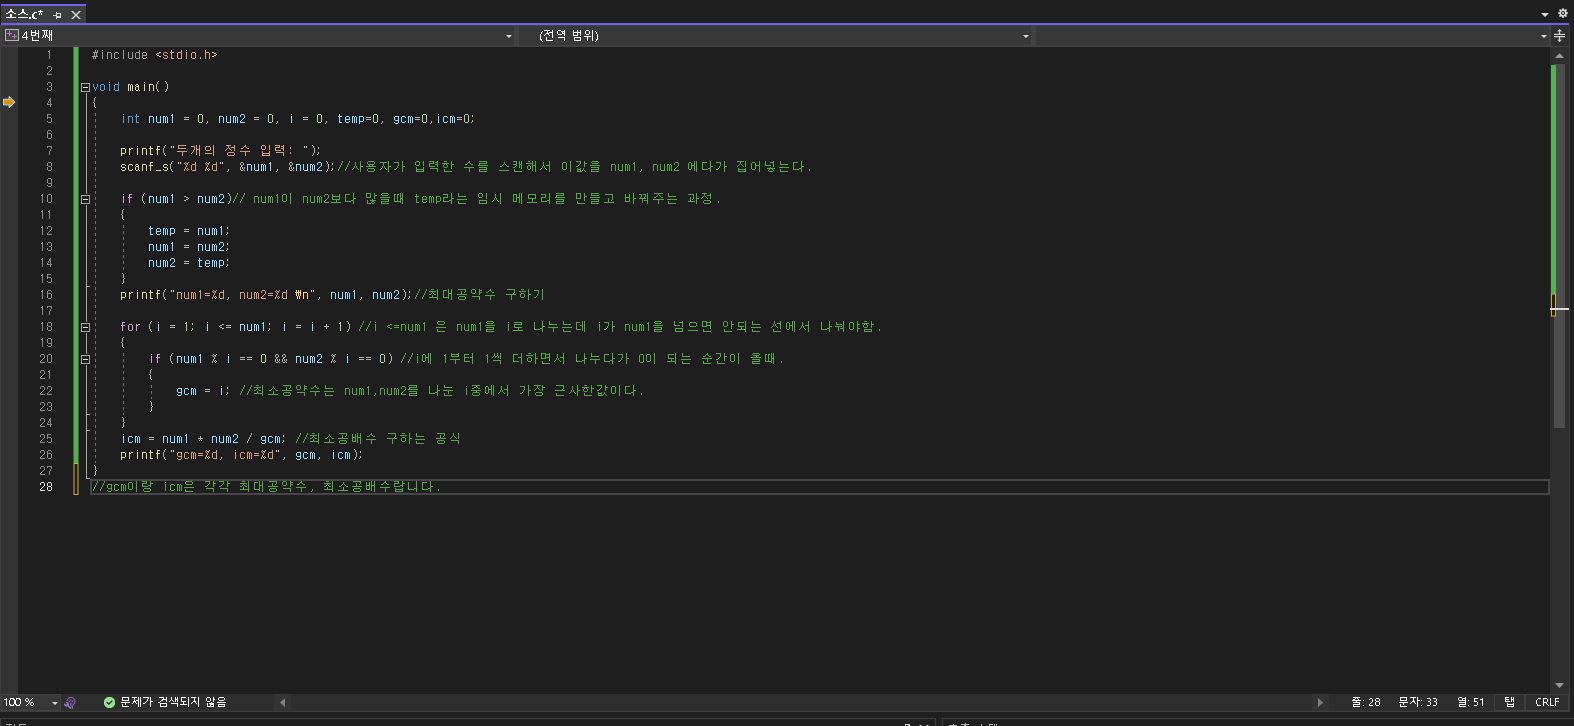 소스.c*
4번째
(전역 범위)
1 #include <stdio.h>
2
3 void main()
4 {
5 int num1 = 0, num2 = 0, i = 0, temp=0, gcm=0,icm=0;
6
7 printf("두개의 정수 입력: ");
8 scanf_s("%d %d", &num1, &num2);//사용자가 입력한 수를 스캔해서 이값을 num1, num2 에다가 집어넣는다.
9
10 if (num1 > num2)// num1이 num2보다 많을때 temp라는 임시 메모리를 만들고 바꿔주는 과정.
11 {
12 temp = num1;
13 num1 = num2;
14 num2 = temp;
15 }
16 printf("num1=%d, num2=%d ₩n", num1, num2);//최대공약수 구하기
17
18 for (i = 1; i <= num1; i = i + 1) //i <=num1 은 num1을 i로 나누는데 i가 num1을 넘으면 안되는 선에서 나눠야함.
19 {
20 if (num1 % i == 0 && num2 % i == 0) //i에 1부터 1씩 더하면서 나누다가 0이 되는 순간이 올때.
21 {
22 gcm = i; //최소공약수는 num1,num2를 나눈 i중에서 가장 근사한값이다.
23 }
24 }
25 icm = num1 * num2 / gcm; //최소공배수 구하는 공식
26 printf("gcm=%d, icm=%d", gcm, icm);
27 }
28 //gcm이랑 icm은 각각 최대공약수, 최소공배수랍니다.
100 %
문제가 검색되지 않음
줄: 28
문자: 33
열: 51
탭
CRLF